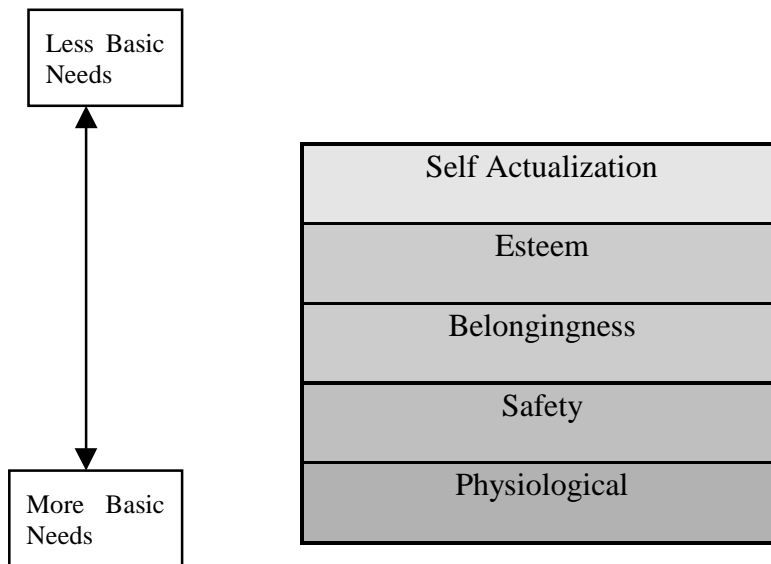 Less Basic
Needs
Self Actualization
Esteem
Belongingness
Safety
Physiological
More Basic
Needs